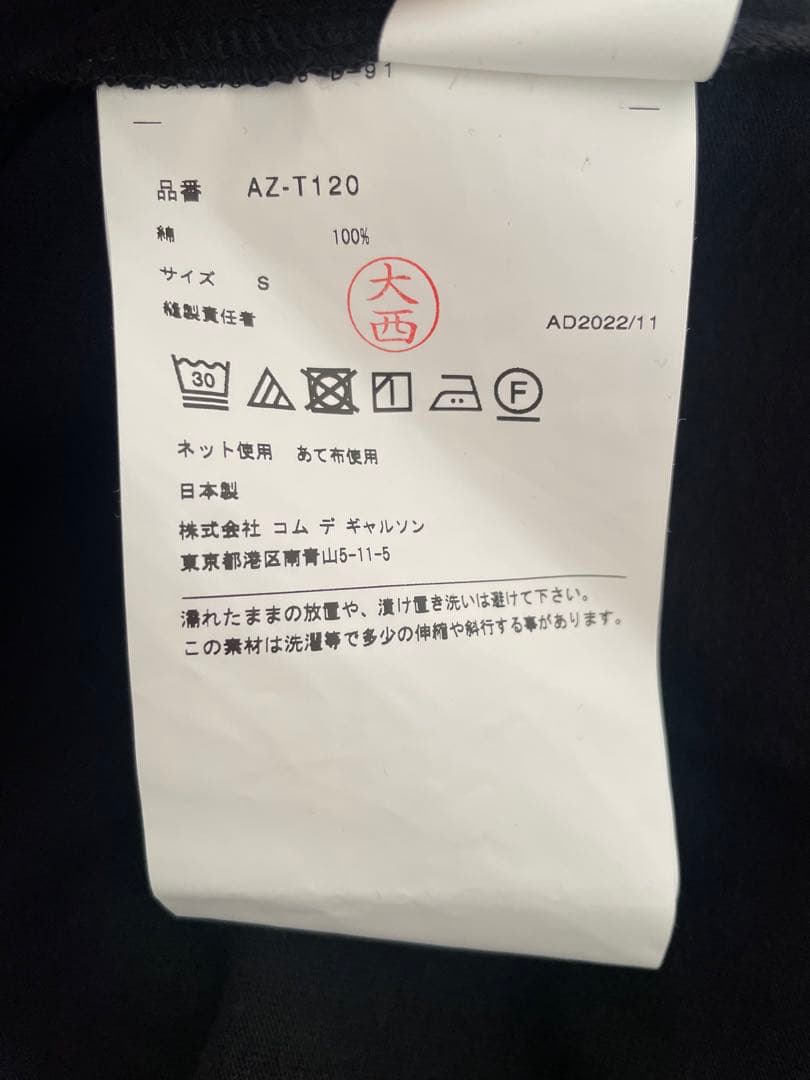 D-91
品番 AZ-T120
綿 100%
サイズ S
縫製責任者
大西
AD2022/11
30
F
ネット使用 あて布使用
日本製
株式会社 コム デ ギャルソン
東京都港区南青山5-11-5
濡れたままの放置や、漬け置き洗いは避けて下さい。
この素材は洗濯等で多少の伸縮や斜行する事があります。